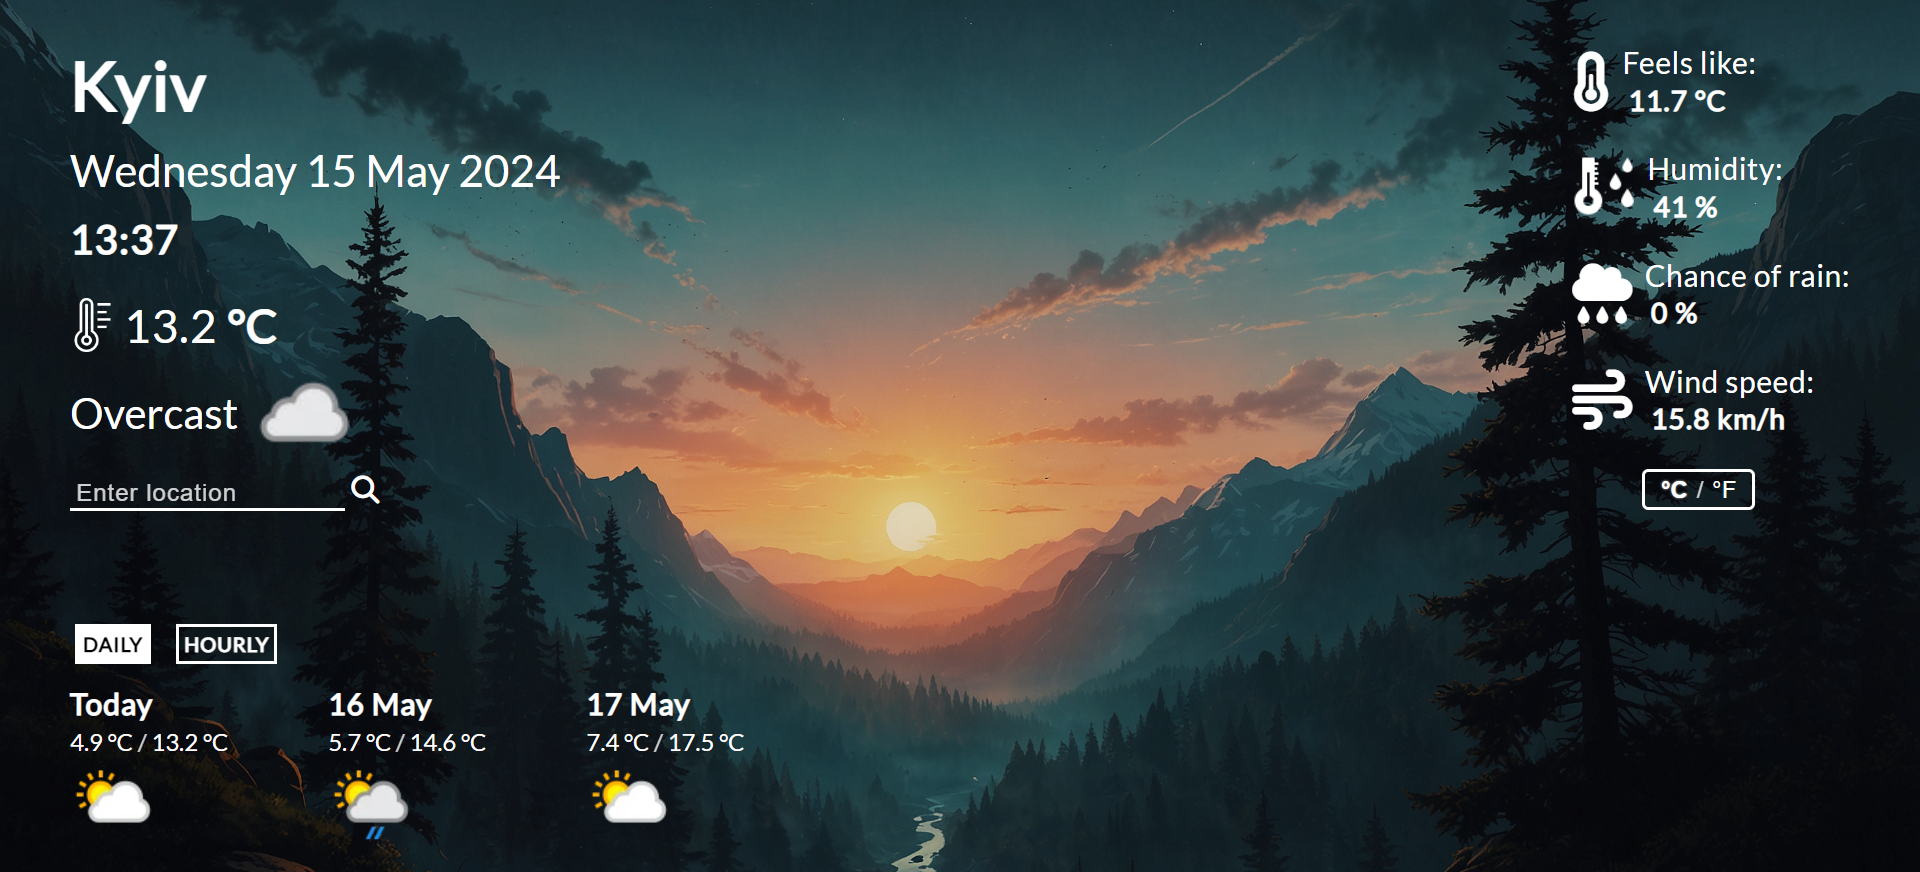 Kyiv
Wednesday 15 May 2024
13:37
13.2 °C
Overcast
Enter location
Feels like:
11.7 °C
Humidity:
41 %
Chance of rain:
0 %
Wind speed:
15.8 km/h
°C / °F
DAILY HOURLY
Today
4.9 °C / 13.2 °C
16 May
5.7 °C / 14.6 °C
17 May
7.4 °C / 17.5 °C